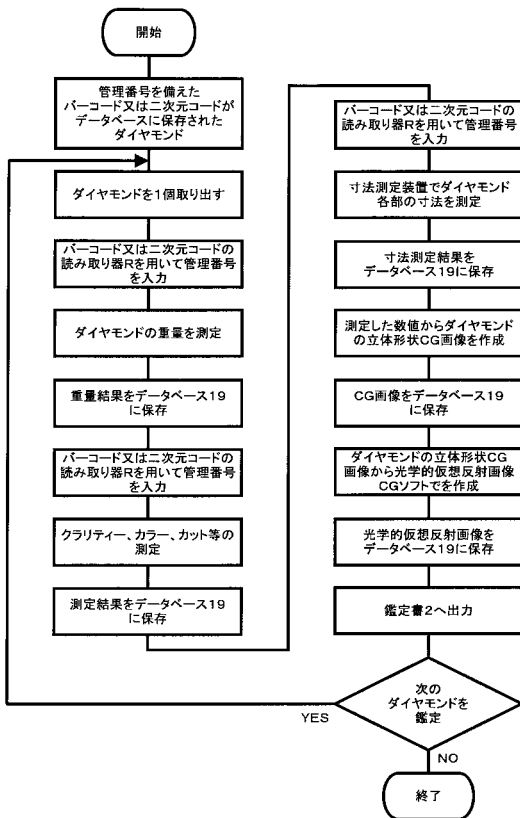 開始
管理番号を備えた
バーコード又は二次元コードが
データベースに保存された
ダイヤモンド
ダイヤモンドを1個取り出す
バーコード又は二次元コードの
読み取り器Rを用いて管理番号
を入力
ダイヤモンドの重量を測定
重量結果をデータベース19
に保存
バーコード又は二次元コードの
読み取り器Rを用いて管理番号
を入力
クラリティー、カラー、カット等の
測定
測定結果をデータベース19
に保存
バーコード又は二次元コードの
読み取り器Rを用いて管理番号
を入力
寸法測定装置でダイヤモンド
各部の寸法を測定
寸法測定結果を
データベース19に保存
測定した数値からダイヤモンド
の立体形状CG画像を作成
CG画像をデータベース19
に保存
ダイヤモンドの立体形状CG
画像から光学的仮想反射画像
CGソフトでを作成
光学的仮想反射画像を
データベース19に保存
鑑定書2へ出力
次の
ダイヤモンドを
鑑定
YES
NO
終了